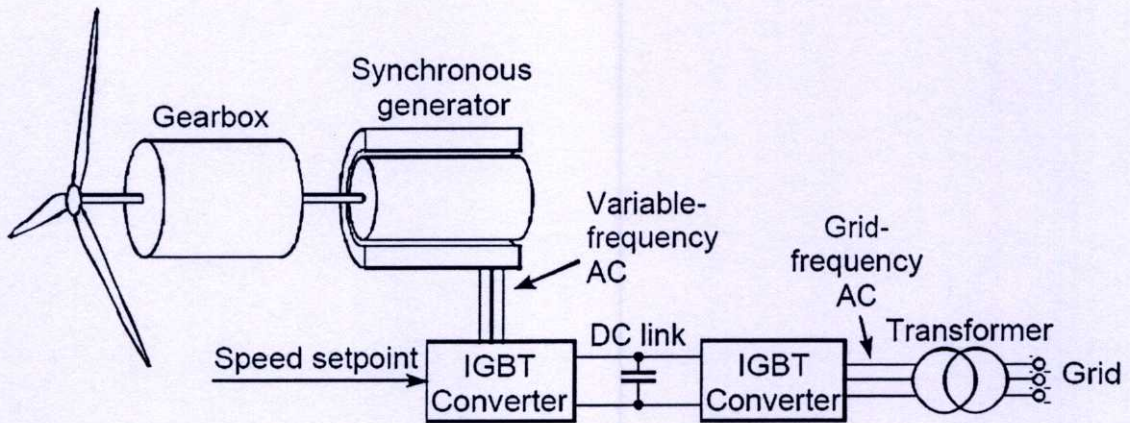 Synchronous
generator
Gearbox
Variable-
frequency
AC
Grid-
frequency
AC
Transformer
DC link
Speed setpoint
IGBT
Converter
IGBT
Converter
Grid